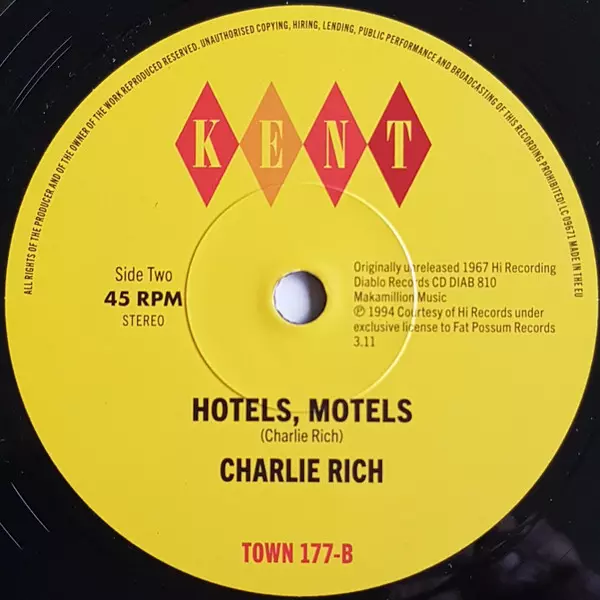 ALL RIGHTS OF THE PRODUCER AND OF THE OWNER OF THE WORK REPRODUCED RESERVED. UNAUTHORISED COPYING, HIRING, LENDING, PUBLIC PERFORMANCE AND BROADCASTING OF THIS RECORDING PROHIBITED! LC 09671 MADE IN THE EU
KENT
Side Two
45 RPM
STEREO
Originally unreleased 1967 Hi Recording
Diablo Records CD DIAB 810
Makamillion Music
℗ 1994 Courtesy of Hi Records under
exclusive license to Fat Possum Records
3.11
HOTELS, MOTELS
(Charlie Rich)
CHARLIE RICH
TOWN 177-B